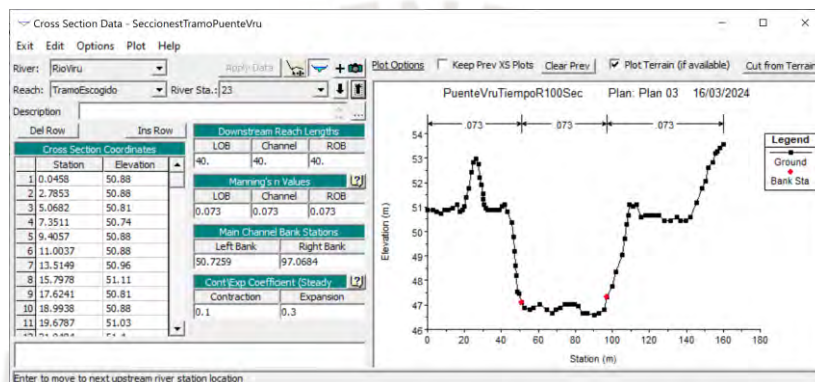 Cross Section Data - SeccionestTramoPuenteVru
Exit Edit Options Plot Help
River: RioViru Apply Data
Plot Options Keep Prev XS Plots Clear Prev Plot Terrain (if available) Cut from Terrain
Reach: TramoEscogido River Sta.: 23
Description ...
Del Row Ins Row
Cross Section Coordinates
Station Elevation
1 0.0458 50.88
2 2.7853 50.88
3 5.0682 50.81
4 7.3511 50.74
5 9.4057 50.88
6 11.0037 50.88
7 13.5149 50.96
8 15.7978 51.11
9 17.6241 50.81
10 18.9938 50.88
11 19.6787 51.03
Downstream Reach Lengths
LOB Channel ROB
40. 40. 40.
Manning's n Values ?
LOB Channel ROB
0.073 0.073 0.073
Main Channel Bank Stations
Left Bank Right Bank
50.7259 97.0684
Cont\Exp Coefficient (Steady ?
Contraction Expansion
0.1 0.3
PuenteVruTiempoR100Sec Plan: Plan 03 16/03/2024
.073 .073 .073
54
53
52
51
50
49
48
47
46
Elevation (m)
0 20 40 60 80 100 120 140 160 180
Station (m)
Legend
Ground
Bank Sta
Enter to move to next upstream river station location